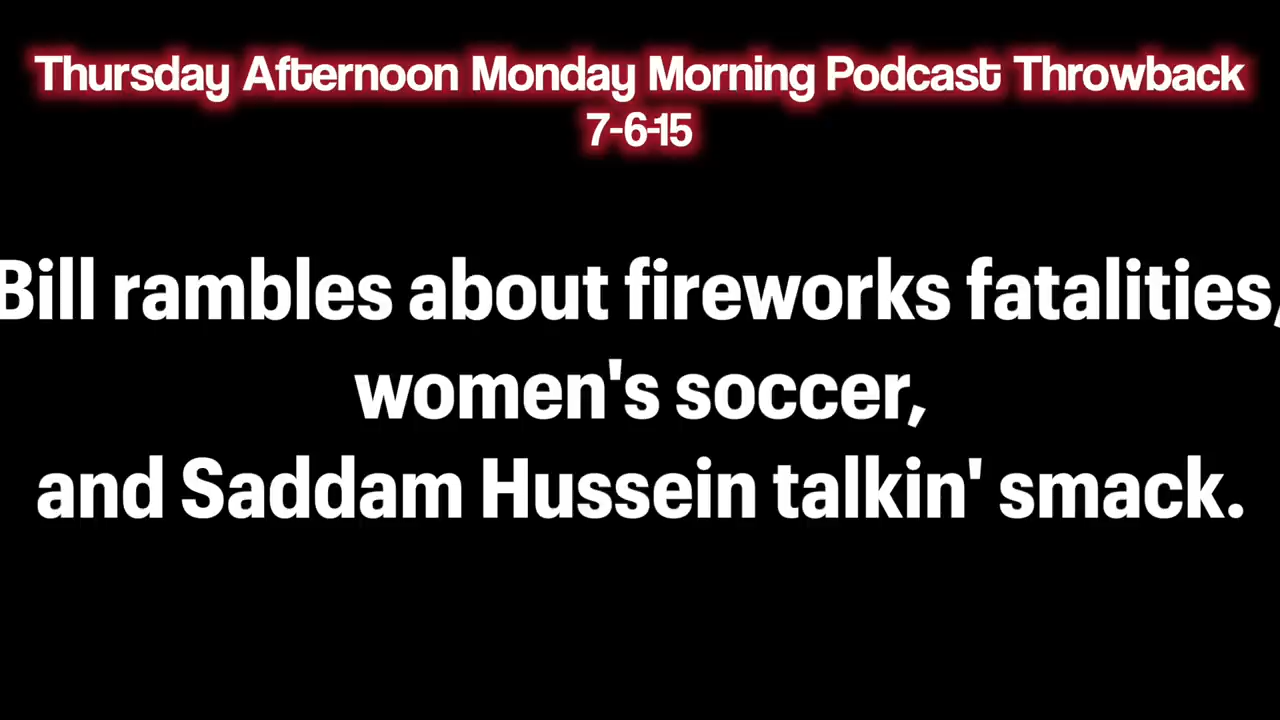 Thursday Afternoon Monday Morning Podcast Throwback
7-6-15
Bill rambles about fireworks fatalities,
women's soccer,
and Saddam Hussein talkin' smack.